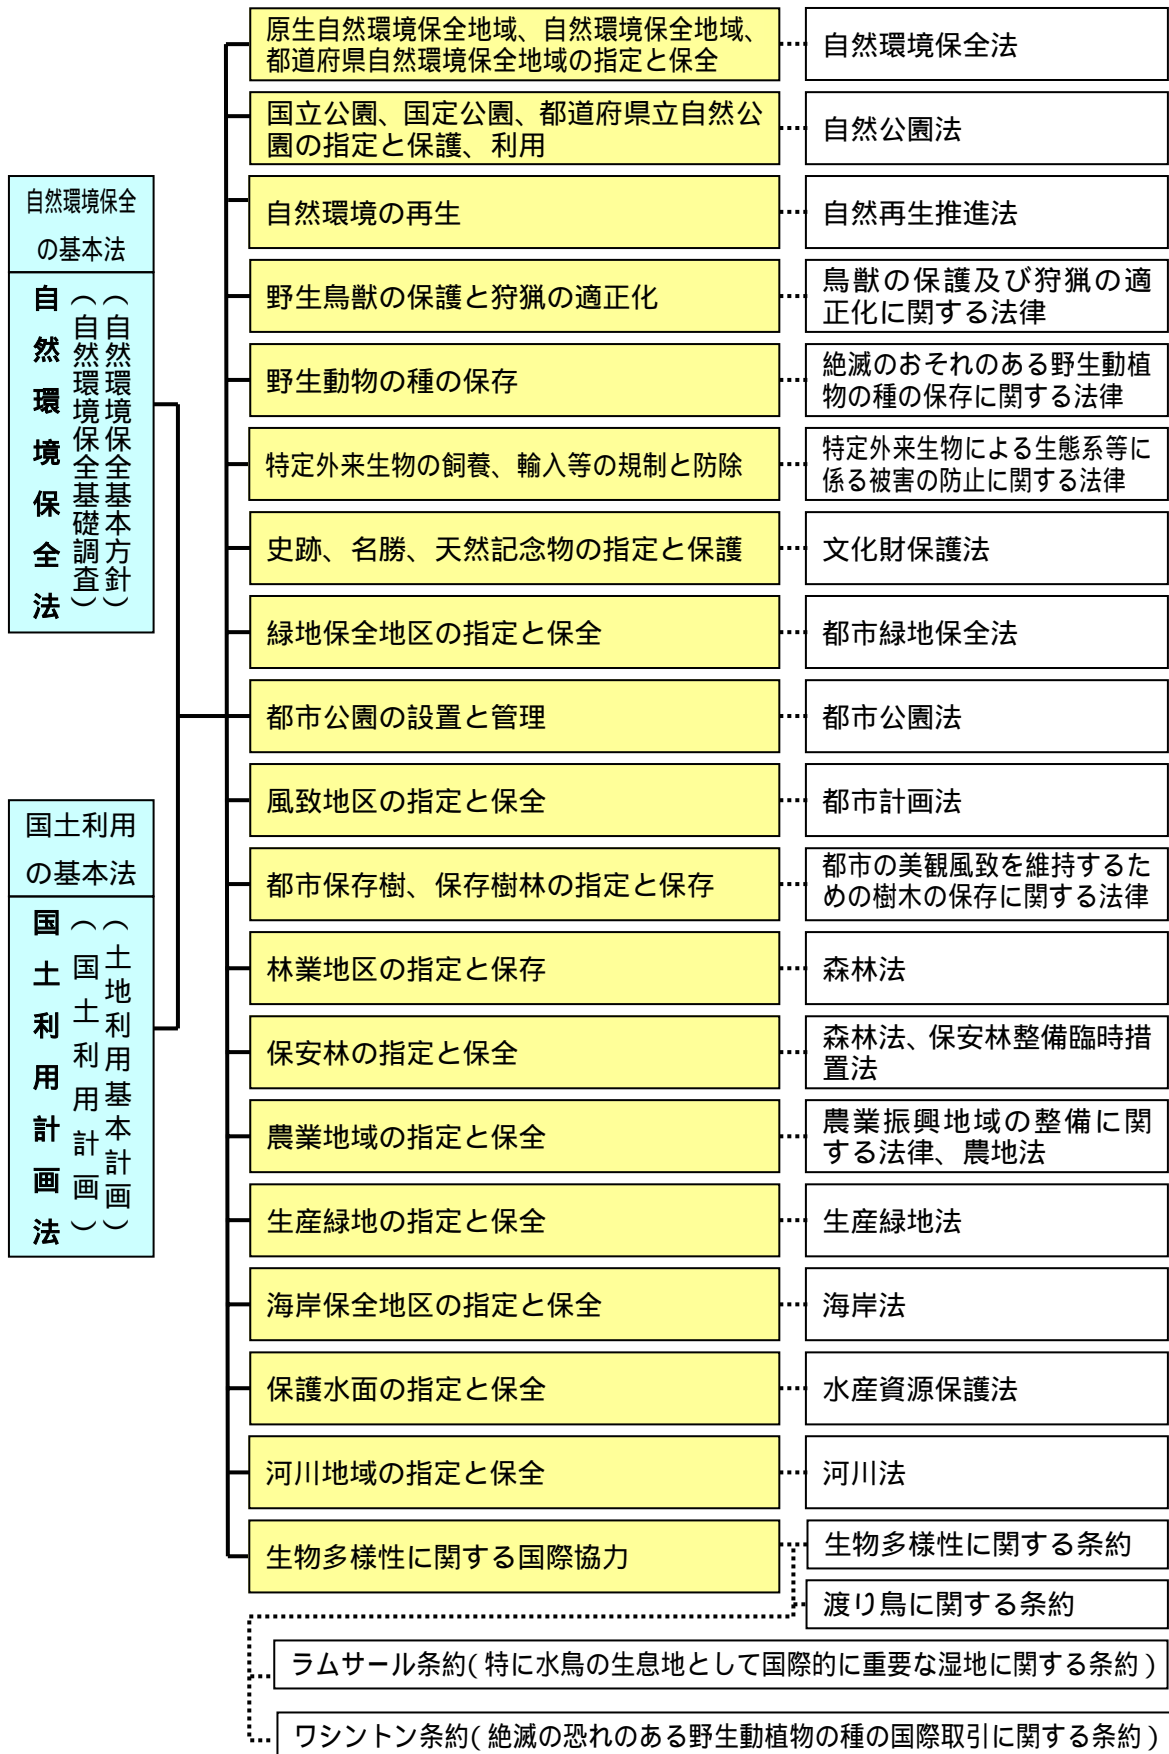 自然環境保全
の基本法
自然環境保全法
(自然環境保全基本方針)
(自然環境保全基礎調査)
国土利用
の基本法
国土利用計画法
(土地利用基本計画)
(国土利用計画)
原生自然環境保全地域、自然環境保全地域、
都道府県自然環境保全地域の指定と保全
自然環境保全法
国立公園、国定公園、都道府県立自然公
園の指定と保護、利用
自然公園法
自然環境の再生
自然再生推進法
野生鳥獣の保護と狩猟の適正化
鳥獣の保護及び狩猟の適
正化に関する法律
野生動物の種の保存
絶滅のおそれのある野生動植
物の種の保存に関する法律
特定外来生物の飼養、輸入等の規制と防除
特定外来生物による生態系等に
係る被害の防止に関する法律
史跡、名勝、天然記念物の指定と保護
文化財保護法
緑地保全地区の指定と保全
都市緑地保全法
都市公園の設置と管理
都市公園法
風致地区の指定と保全
都市計画法
都市保存樹、保存樹林の指定と保存
都市の美観風致を維持するた
めの樹木の保存に関する法律
林業地区の指定と保存
森林法
保安林の指定と保全
森林法、保安林整備臨時措
置法
農業地域の指定と保全
農業振興地域の整備に関
する法律、農地法
生産緑地の指定と保全
生産緑地法
海岸保全地区の指定と保全
海岸法
保護水面の指定と保全
水産資源保護法
河川地域の指定と保全
河川法
生物多様性に関する国際協力
生物多様性に関する条約
渡り鳥に関する条約
ラムサール条約(特に水鳥の生息地として国際的に重要な湿地に関する条約)
ワシントン条約(絶滅の恐れのある野生動植物の種の国際取引に関する条約)